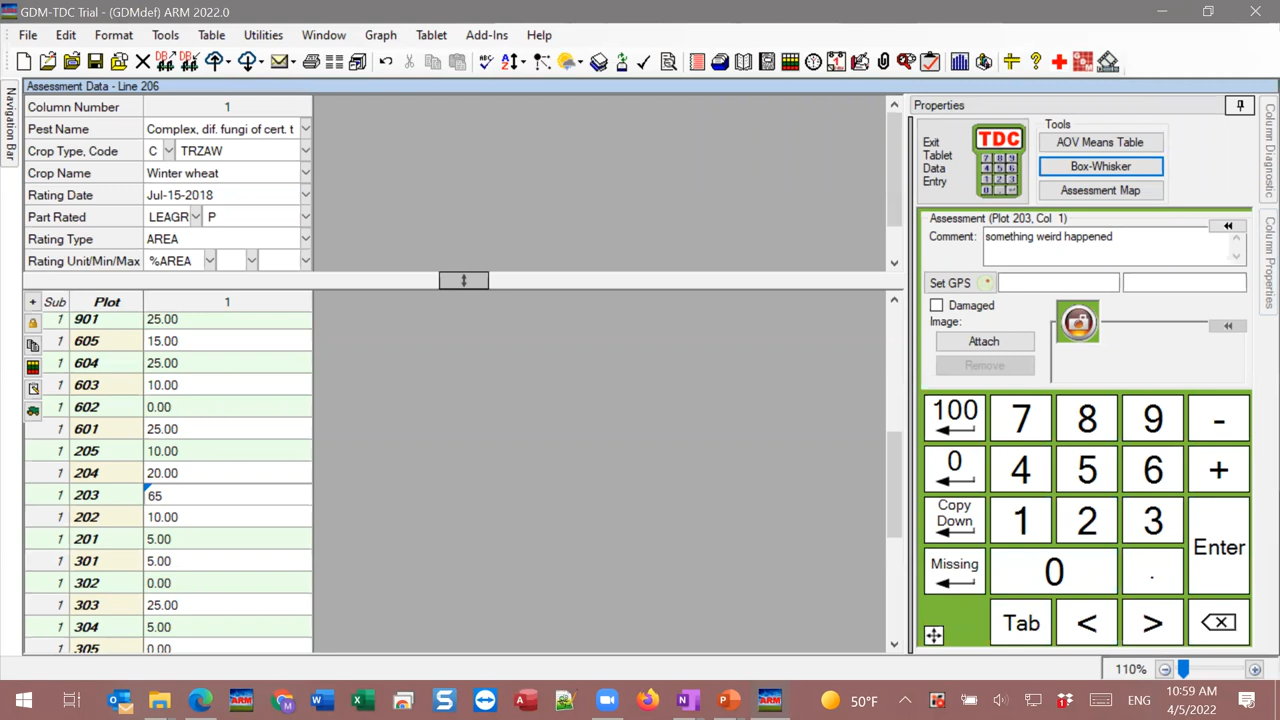 GDM-TDC Trial - (GDMdef) ARM 2022.0
File Edit Format Tools Table Utilities Window Graph Tablet Add-Ins Help
Navigation Bar
Assessment Data - Line 206
Column Number 1
Pest Name Complex, dif. fungi of cert. t
Crop Type, Code C TRZAW
Crop Name Winter wheat
Rating Date Jul-15-2018
Part Rated LEAGR P
Rating Type AREA
Rating Unit/Min/Max %AREA
+ Sub Plot 1
1 901 25.00
1 605 15.00
1 604 25.00
1 603 10.00
1 602 0.00
1 601 25.00
1 205 10.00
1 204 20.00
1 203 65
1 202 10.00
1 201 5.00
1 301 5.00
1 302 0.00
1 303 25.00
1 304 5.00
1 305 0.00
Properties
Exit
Tablet
Data
Entry
TDC
Tools
AOV Means Table
Box-Whisker
Assessment Map
Assessment (Plot 203, Col 1)
Comment: something weird happened
Set GPS
Damaged
Image:
Attach
Remove
100 7 8 9 -
0 4 5 6 +
Copy
Down
1 2 3 Enter
Missing 0 .
Tab < >
Column Diagnostic
Column Properties
110%
50°F ENG
10:59 AM
4/5/2022